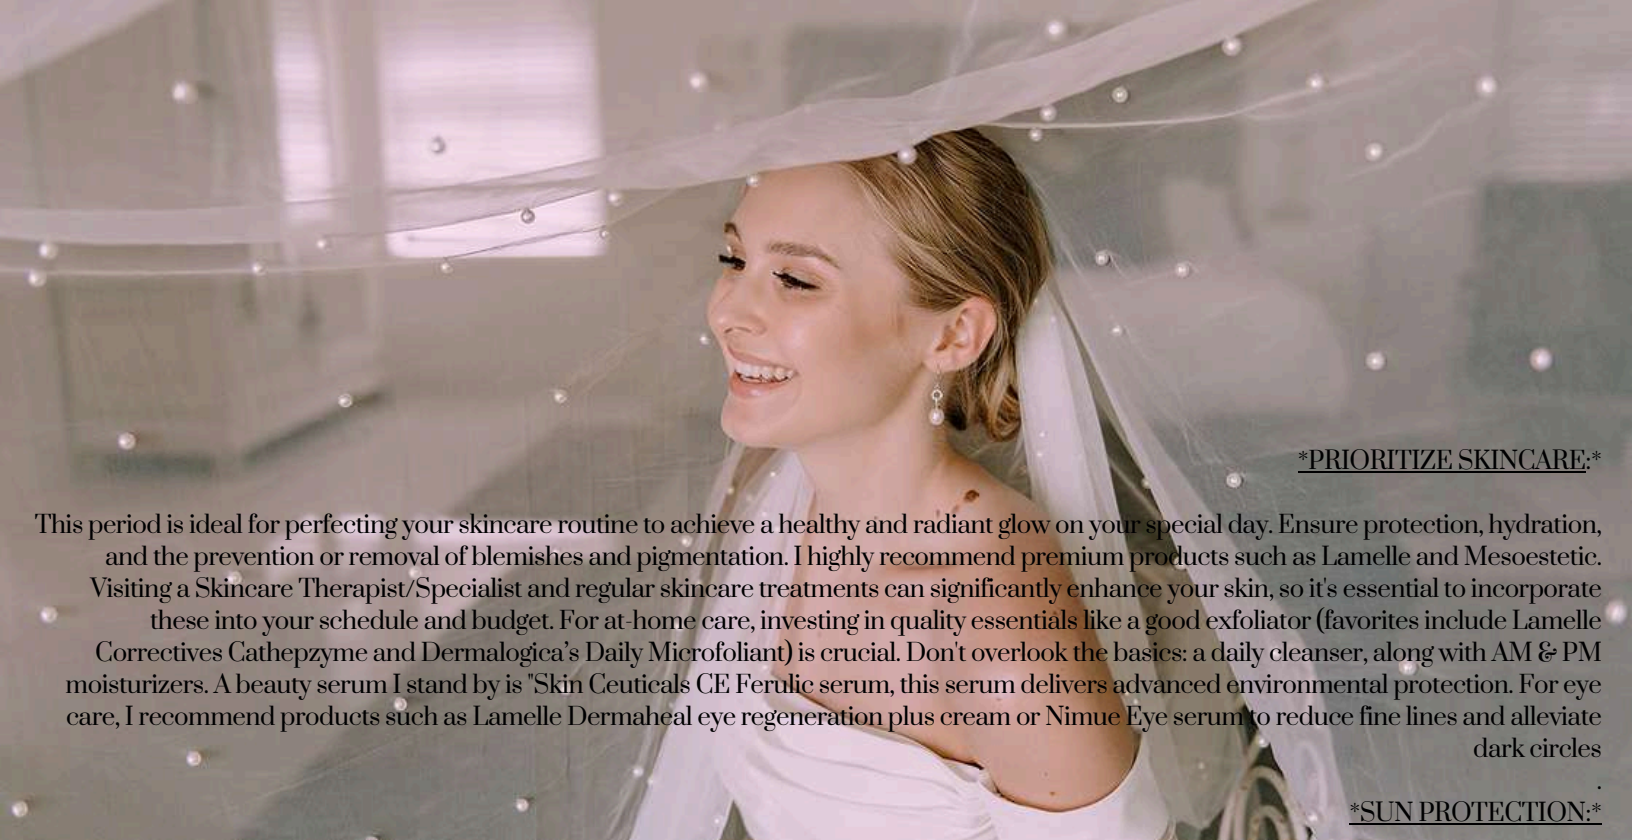 *PRIORITIZE SKINCARE:*
This period is ideal for perfecting your skincare routine to achieve a healthy and radiant glow on your special day. Ensure protection, hydration,
and the prevention or removal of blemishes and pigmentation. I highly recommend premium products such as Lamelle and Mesoestetic.
Visiting a Skincare Therapist/Specialist and regular skincare treatments can significantly enhance your skin, so it's essential to incorporate
these into your schedule and budget. For at-home care, investing in quality essentials like a good exfoliator (favorites include Lamelle
Correctives Cathepzyme and Dermalogica’s Daily Microfoliant) is crucial. Don't overlook the basics: a daily cleanser, along with AM & PM
moisturizers. A beauty serum I stand by is "Skin Ceuticals CE Ferulic serum, this serum delivers advanced environmental protection. For eye
care, I recommend products such as Lamelle Dermaheal eye regeneration plus cream or Nimue Eye serum to reduce fine lines and alleviate
dark circles
.
*SUN PROTECTION:*